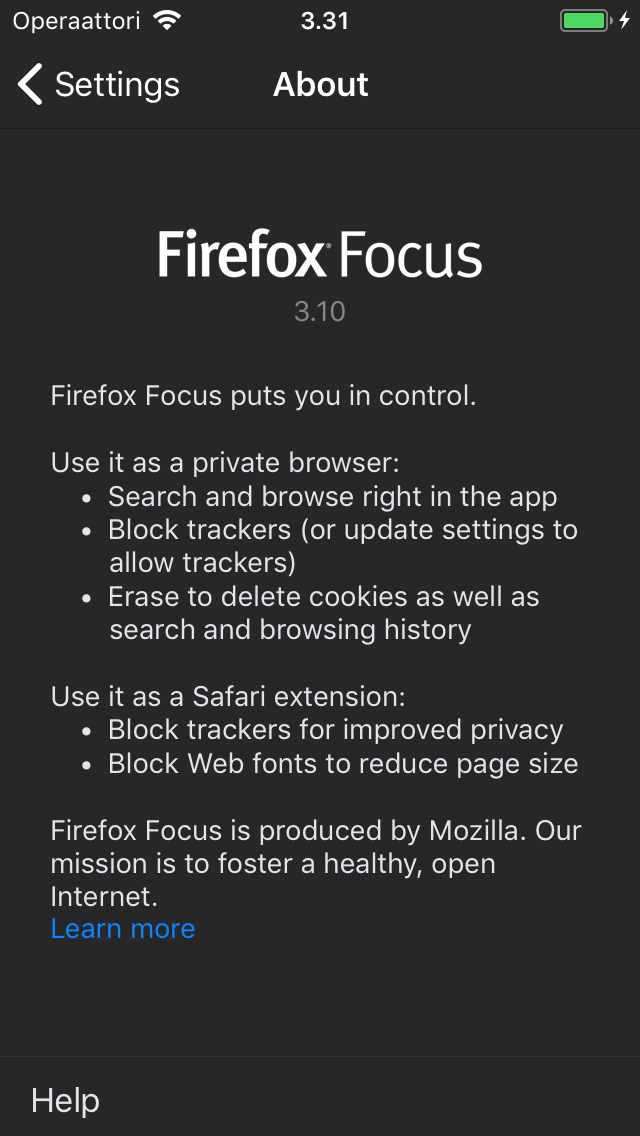 Operaattori 3.31
Settings About
Firefox Focus
3.10
Firefox Focus puts you in control.
Use it as a private browser:
• Search and browse right in the app
• Block trackers (or update settings to
allow trackers)
• Erase to delete cookies as well as
search and browsing history
Use it as a Safari extension:
• Block trackers for improved privacy
• Block Web fonts to reduce page size
Firefox Focus is produced by Mozilla. Our
mission is to foster a healthy, open
Internet.
Learn more
Help